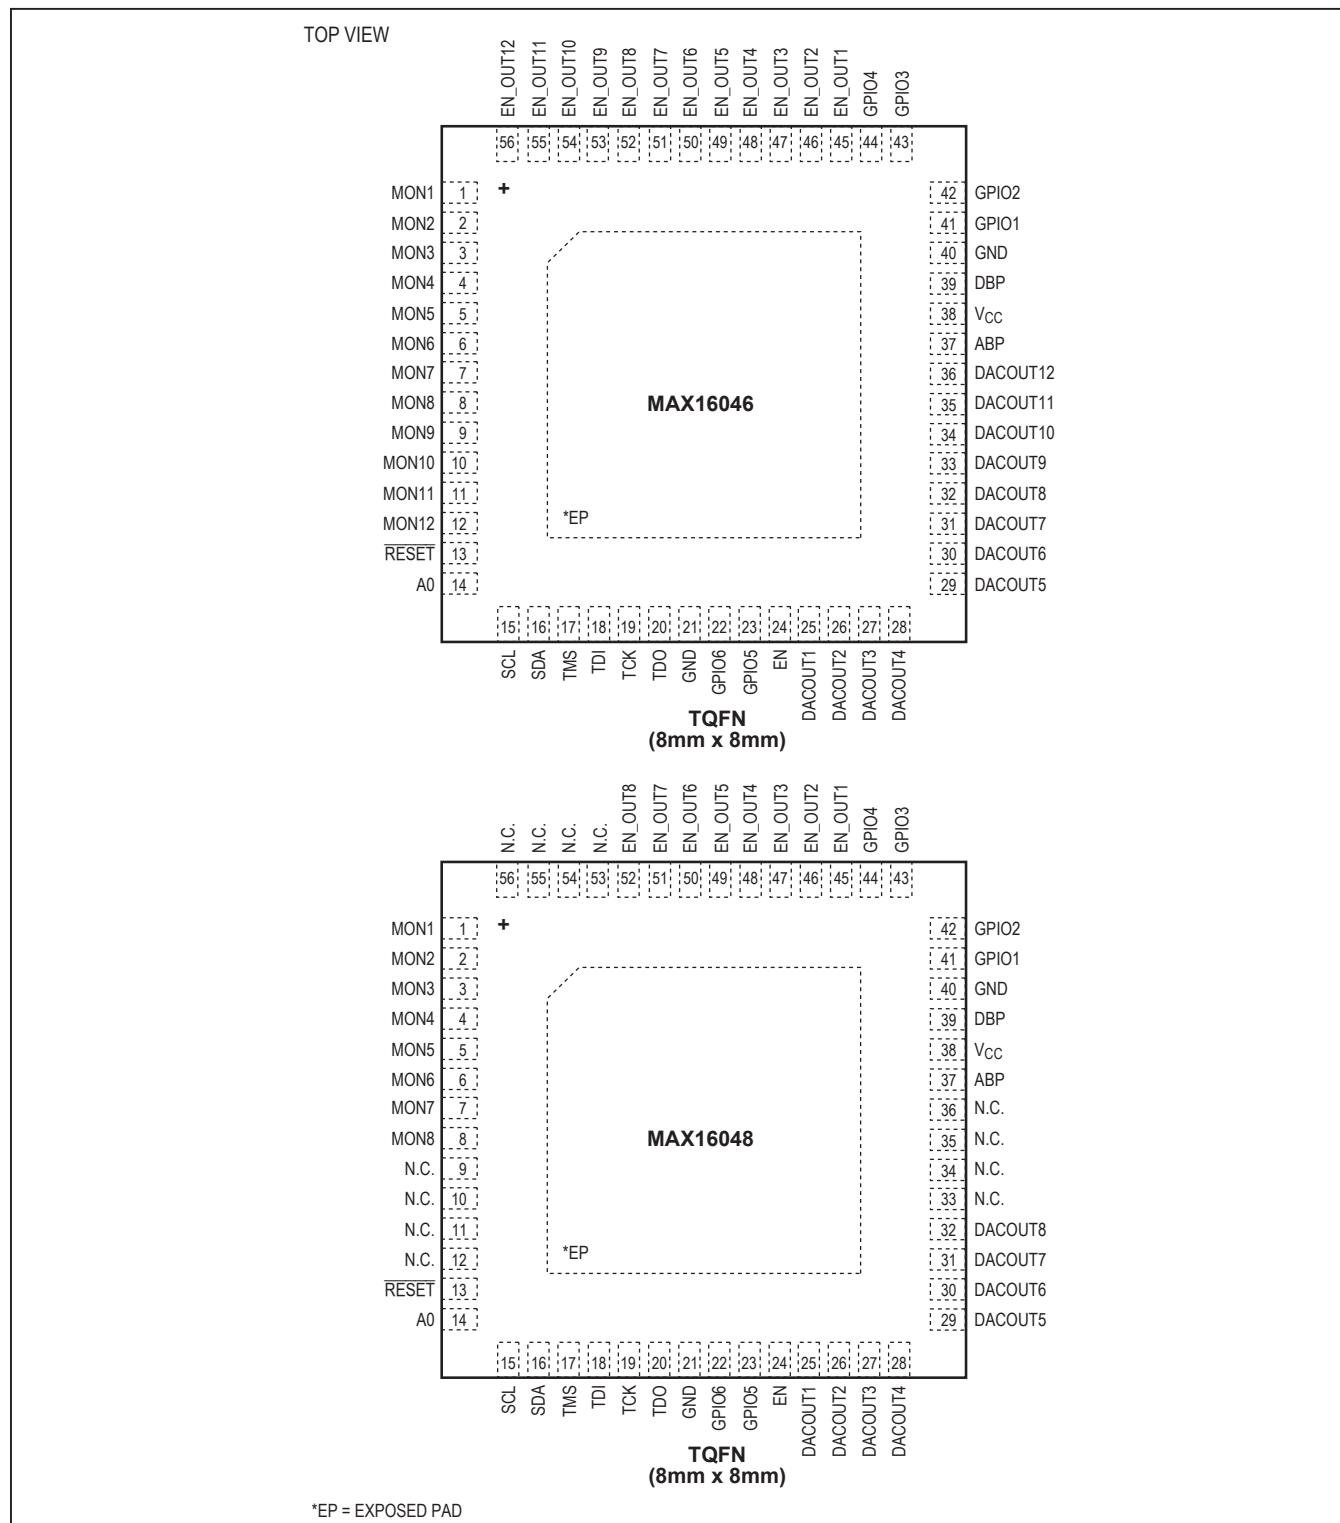 TOP VIEW
EN_OUT12 EN_OUT11 EN_OUT10 EN_OUT9 EN_OUT8 EN_OUT7 EN_OUT6 EN_OUT5 EN_OUT4 EN_OUT3 EN_OUT2 EN_OUT1 GPIO4 GPIO3
56 55 54 53 52 51 50 49 48 47 46 45 44 43
+
MON1 1 42 GPIO2
MON2 2 41 GPIO1
MON3 3 40 GND
MON4 4 39 DBP
MON5 5 38 VCC
MON6 6 37 ABP
MON7 7 36 DACOUT12
MON8 8 MAX16046 35 DACOUT11
MON9 9 34 DACOUT10
MON10 10 33 DACOUT9
MON11 11 32 DACOUT8
MON12 12 *EP 31 DACOUT7
RESET 13 30 DACOUT6
A0 14 29 DACOUT5
15 16 17 18 19 20 21 22 23 24 25 26 27 28
SCL SDA TMS TDI TCK TDO GND GPIO6 GPIO5 EN DACOUT1 DACOUT2 DACOUT3 DACOUT4
TQFN
(8mm x 8mm)
N.C. N.C. N.C. N.C. EN_OUT8 EN_OUT7 EN_OUT6 EN_OUT5 EN_OUT4 EN_OUT3 EN_OUT2 EN_OUT1 GPIO4 GPIO3
56 55 54 53 52 51 50 49 48 47 46 45 44 43
+
MON1 1 42 GPIO2
MON2 2 41 GPIO1
MON3 3 40 GND
MON4 4 39 DBP
MON5 5 38 VCC
MON6 6 37 ABP
MON7 7 36 N.C.
MON8 8 MAX16048 35 N.C.
N.C. 9 34 N.C.
N.C. 10 33 N.C.
N.C. 11 32 DACOUT8
N.C. 12 *EP 31 DACOUT7
RESET 13 30 DACOUT6
A0 14 29 DACOUT5
15 16 17 18 19 20 21 22 23 24 25 26 27 28
SCL SDA TMS TDI TCK TDO GND GPIO6 GPIO5 EN DACOUT1 DACOUT2 DACOUT3 DACOUT4
TQFN
(8mm x 8mm)
*EP = EXPOSED PAD